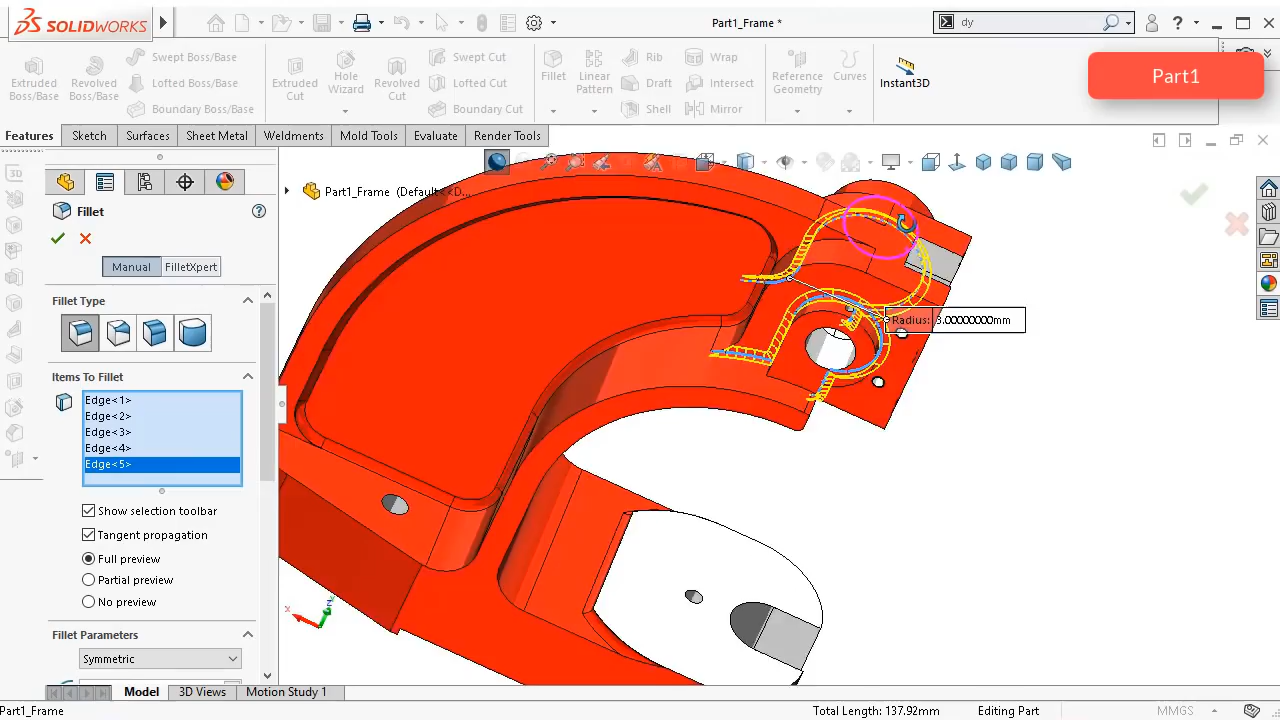 SOLIDWORKS
Part1_Frame *
dy
Part1
Extruded Boss/Base
Revolved Boss/Base
Swept Boss/Base
Lofted Boss/Base
Boundary Boss/Base
Extruded Cut
Hole Wizard
Revolved Cut
Swept Cut
Lofted Cut
Boundary Cut
Fillet
Linear Pattern
Rib
Draft
Shell
Wrap
Intersect
Mirror
Reference Geometry
Curves
Instant3D
Features
Sketch
Surfaces
Sheet Metal
Weldments
Mold Tools
Evaluate
Render Tools
Part1_Frame (Default<<D...
Fillet
Manual
FilletXpert
Fillet Type
Items To Fillet
Edge<1>
Edge<2>
Edge<3>
Edge<4>
Edge<5>
Show selection toolbar
Tangent propagation
Full preview
Partial preview
No preview
Fillet Parameters
Symmetric
Radius: 3.00000000mm
x
z
Model
3D Views
Motion Study 1
Part1_Frame
Total Length: 137.92mm
Editing Part
MMGS